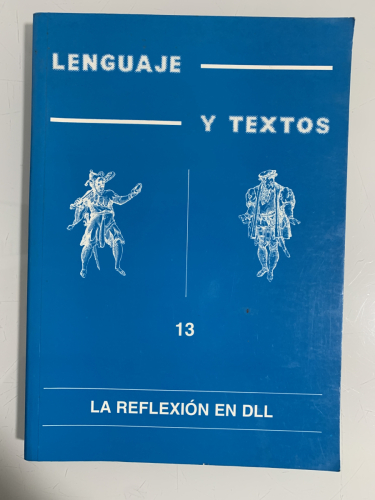 LENGUAJE
Y TEXTOS
13
LA REFLEXIÓN EN DLL